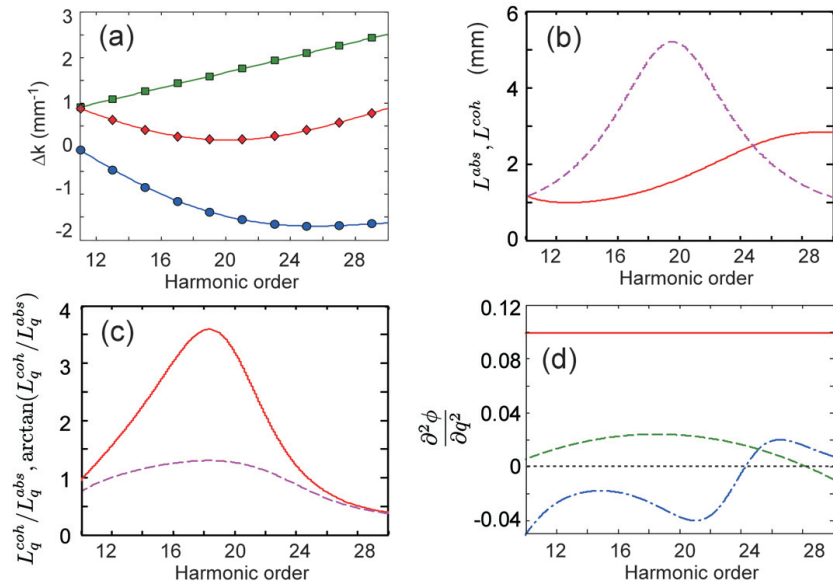 (a)
3
2
1
0
-1
-2
Δk (mm⁻¹)
12 16 20 24 28
Harmonic order
(b)
6
4
2
0
L^{abs}, L^{coh} (mm)
12 16 20 24 28
Harmonic order
(c)
4
3
2
1
0
L_q^{coh}/L_q^{abs}, arctan(L_q^{coh}/L_q^{abs})
12 16 20 24 28
Harmonic order
(d)
0.12
0.08
0.04
0
-0.04
∂²ϕ
∂q²
12 16 20 24 28
Harmonic order